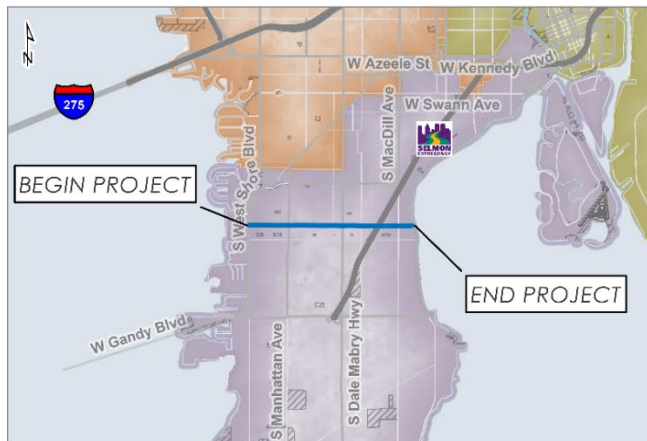 N
W Azeele St
W Kennedy Blvd
W Swann Ave
275
S MacDill Ave
SELMON
EXPRESSWAY
S West Shore Blvd
BEGIN PROJECT
END PROJECT
W Gandy Blvd
S Manhattan Ave
S Dale Mabry Hwy